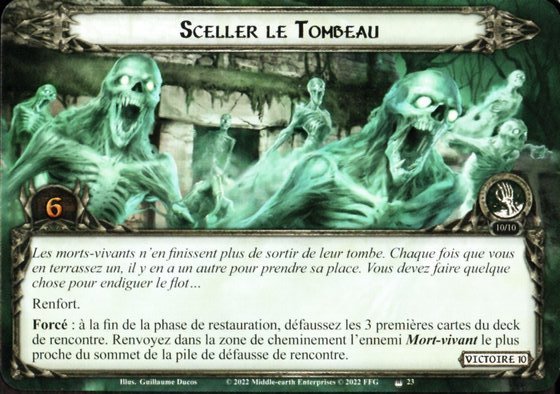 Sceller le Tombeau
6
10/10
Les morts-vivants n'en finissent plus de sortir de leur tombe. Chaque fois que vous
en terrassez un, il y en a un autre pour prendre sa place. Vous devez faire quelque
chose pour endiguer le flot…
Renfort.
Forcé : à la fin de la phase de restauration, défaussez les 3 premières cartes du deck
de rencontre. Renvoyez dans la zone de cheminement l'ennemi Mort-vivant le plus
proche du sommet de la pile de défausse de rencontre.
Victoire 10
Illus. Guillaume Ducos © 2022 Middle-earth Enterprises © 2022 FFG 23